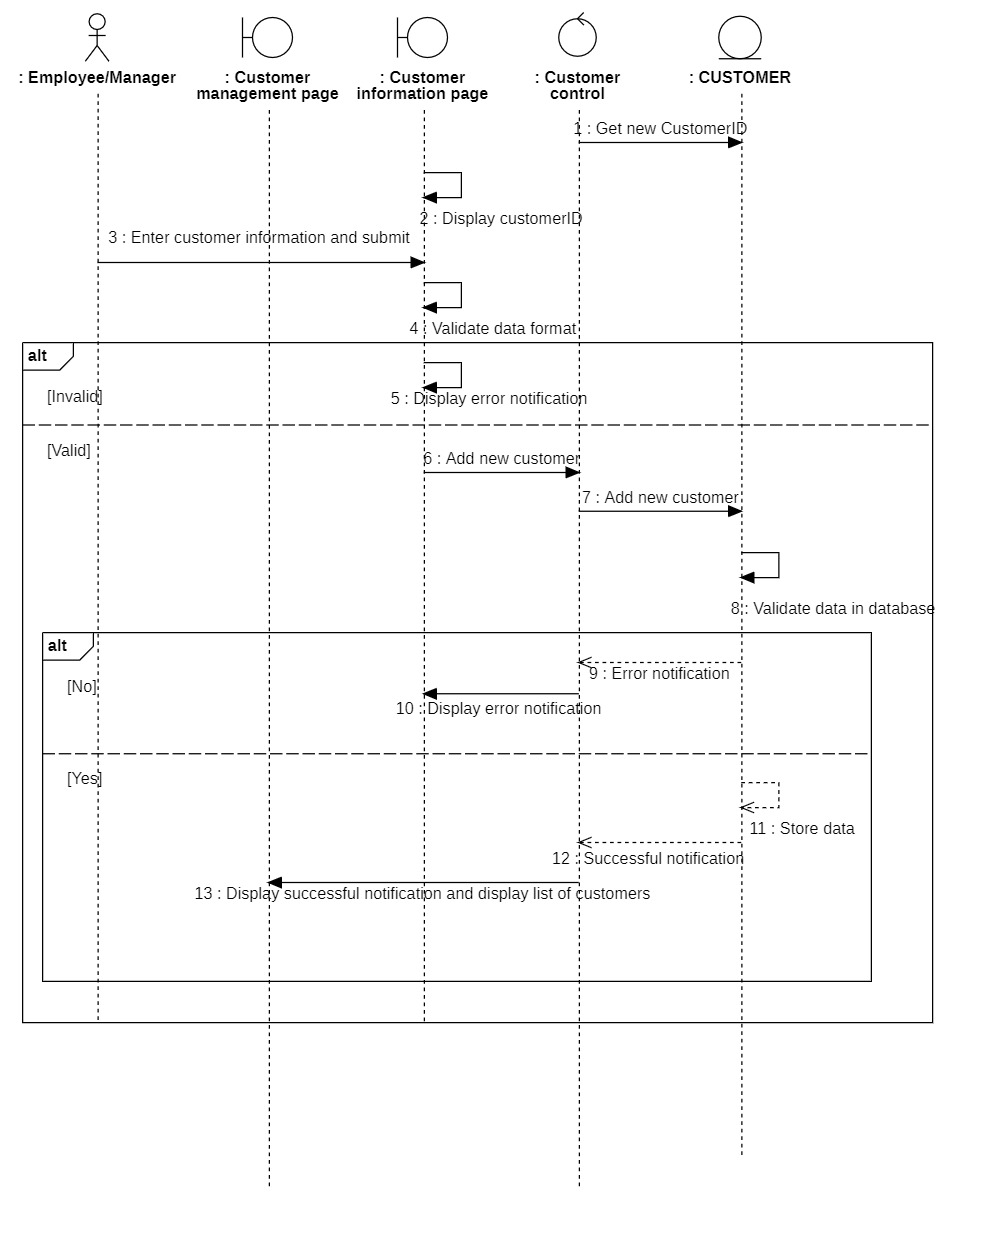 : Employee/Manager
: Customer
management page
: Customer
information page
: Customer
control
: CUSTOMER
1 : Get new CustomerID
2 : Display customerID
3 : Enter customer information and submit
4 : Validate data format
alt
[Invalid]
5 : Display error notification
[Valid]
6 : Add new customer
7 : Add new customer
8 : Validate data in database
alt
[No]
9 : Error notification
10 : Display error notification
[Yes]
11 : Store data
12 : Successful notification
13 : Display successful notification and display list of customers